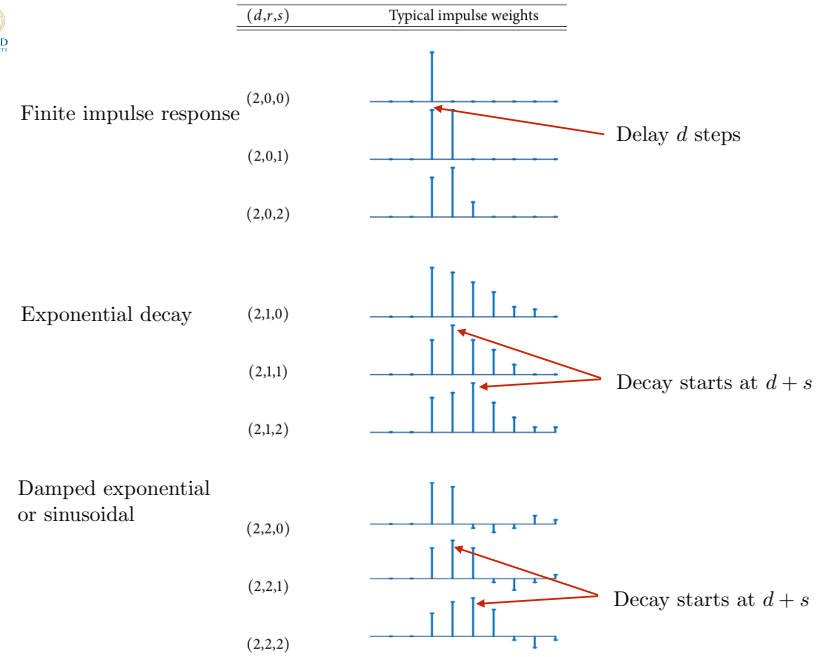 (d,r,s) Typical impulse weights
(2,0,0)
Finite impulse response
Delay d steps
(2,0,1)
(2,0,2)
Exponential decay
(2,1,0)
(2,1,1)
Decay starts at d + s
(2,1,2)
Damped exponential
or sinusoidal
(2,2,0)
(2,2,1)
Decay starts at d + s
(2,2,2)